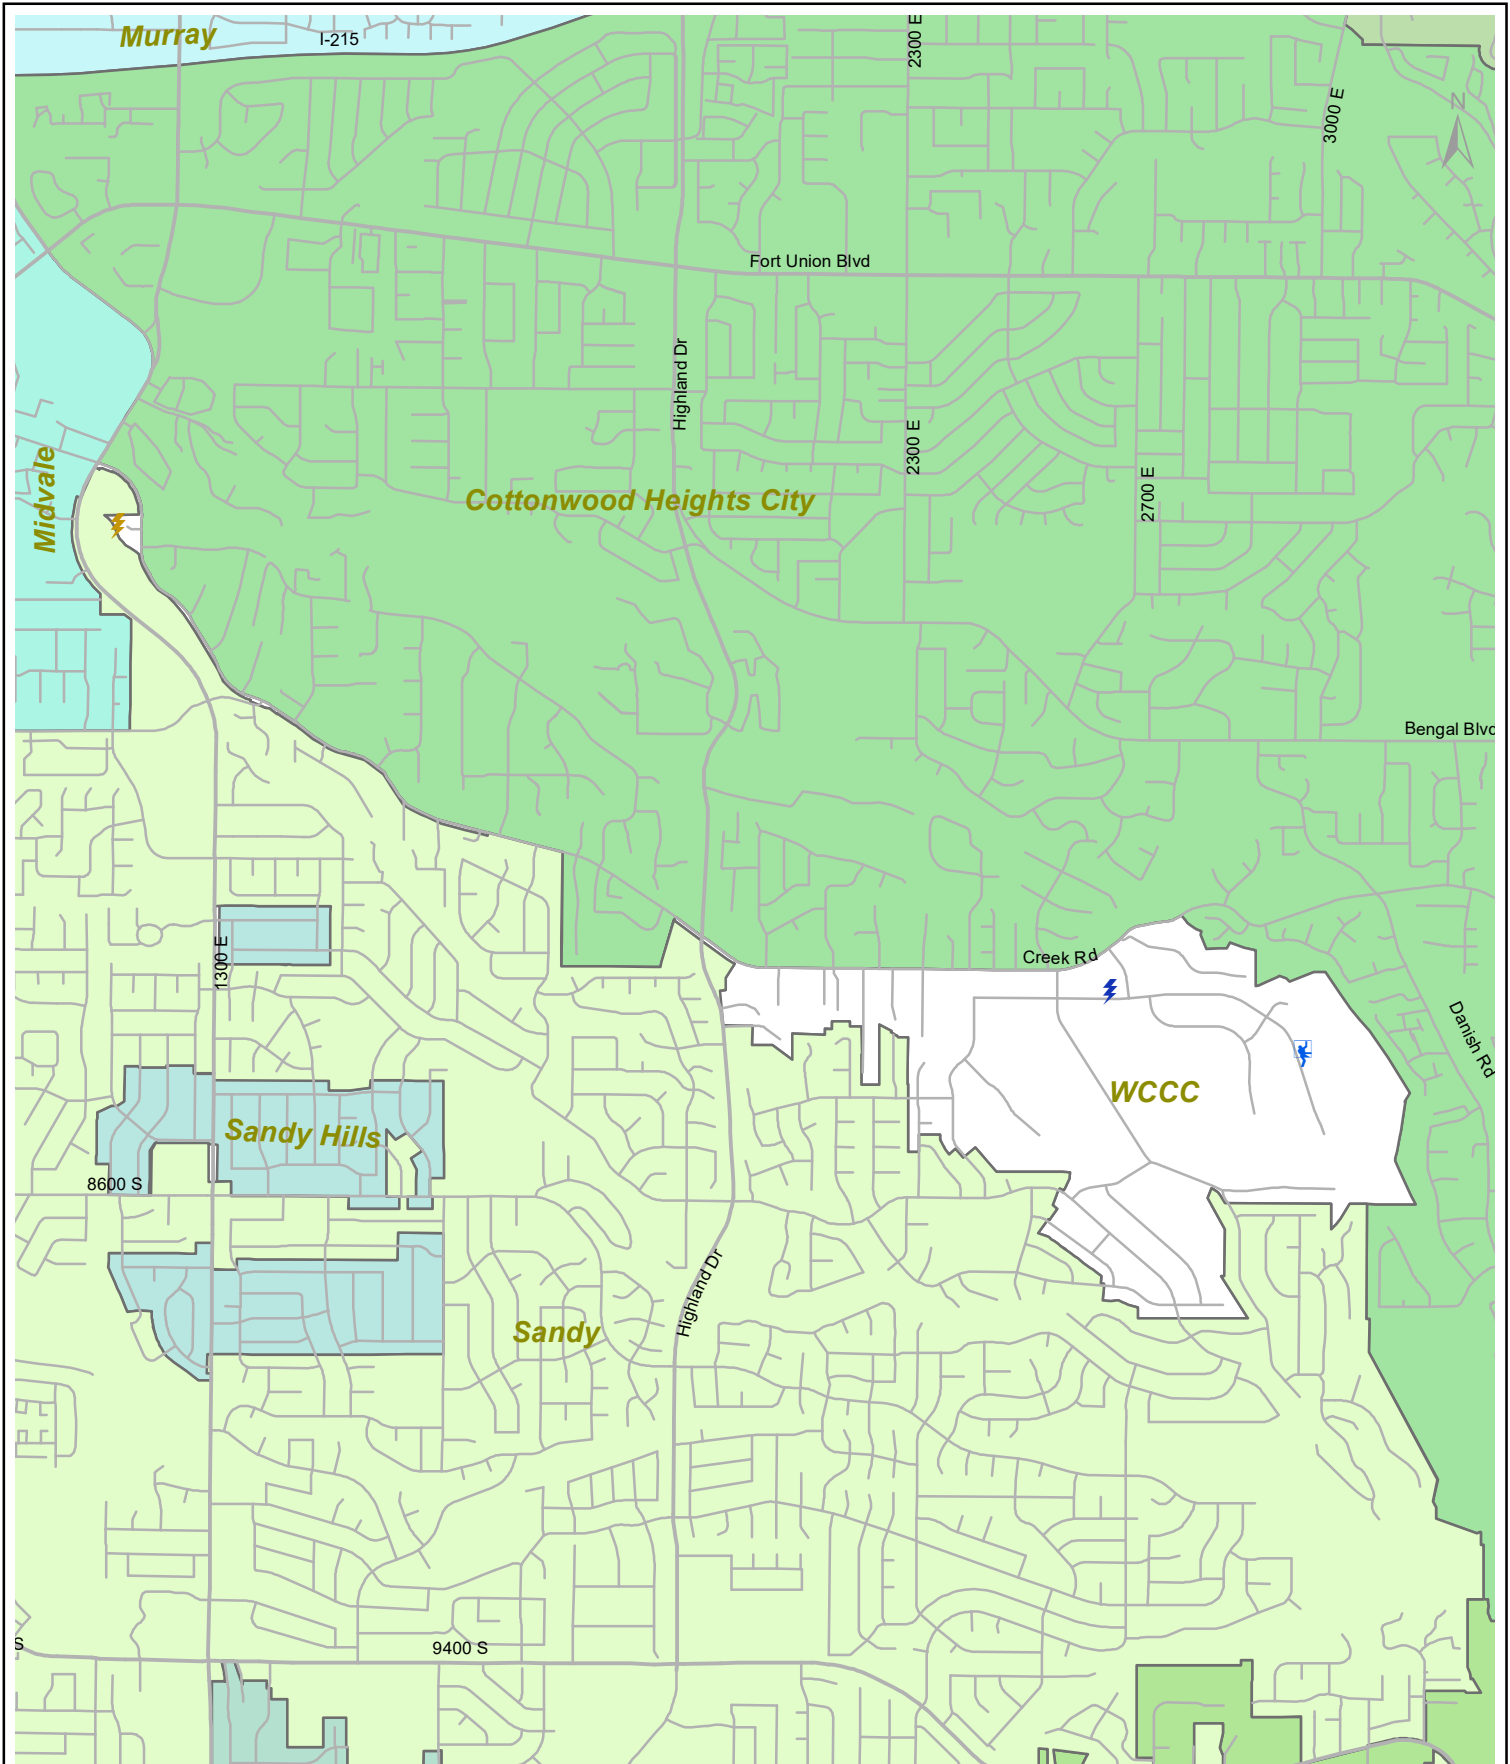 Murray
I-215
2300 E
3000 E
N
Fort Union Blvd
Highland Dr
2300 E
Midvale
Cottonwood Heights City
2700 E
Bengal Blvd
1300 E
Creek Rd
Danish Rd
WCCC
Sandy Hills
8600 S
Highland Dr
Sandy
S
9400 S